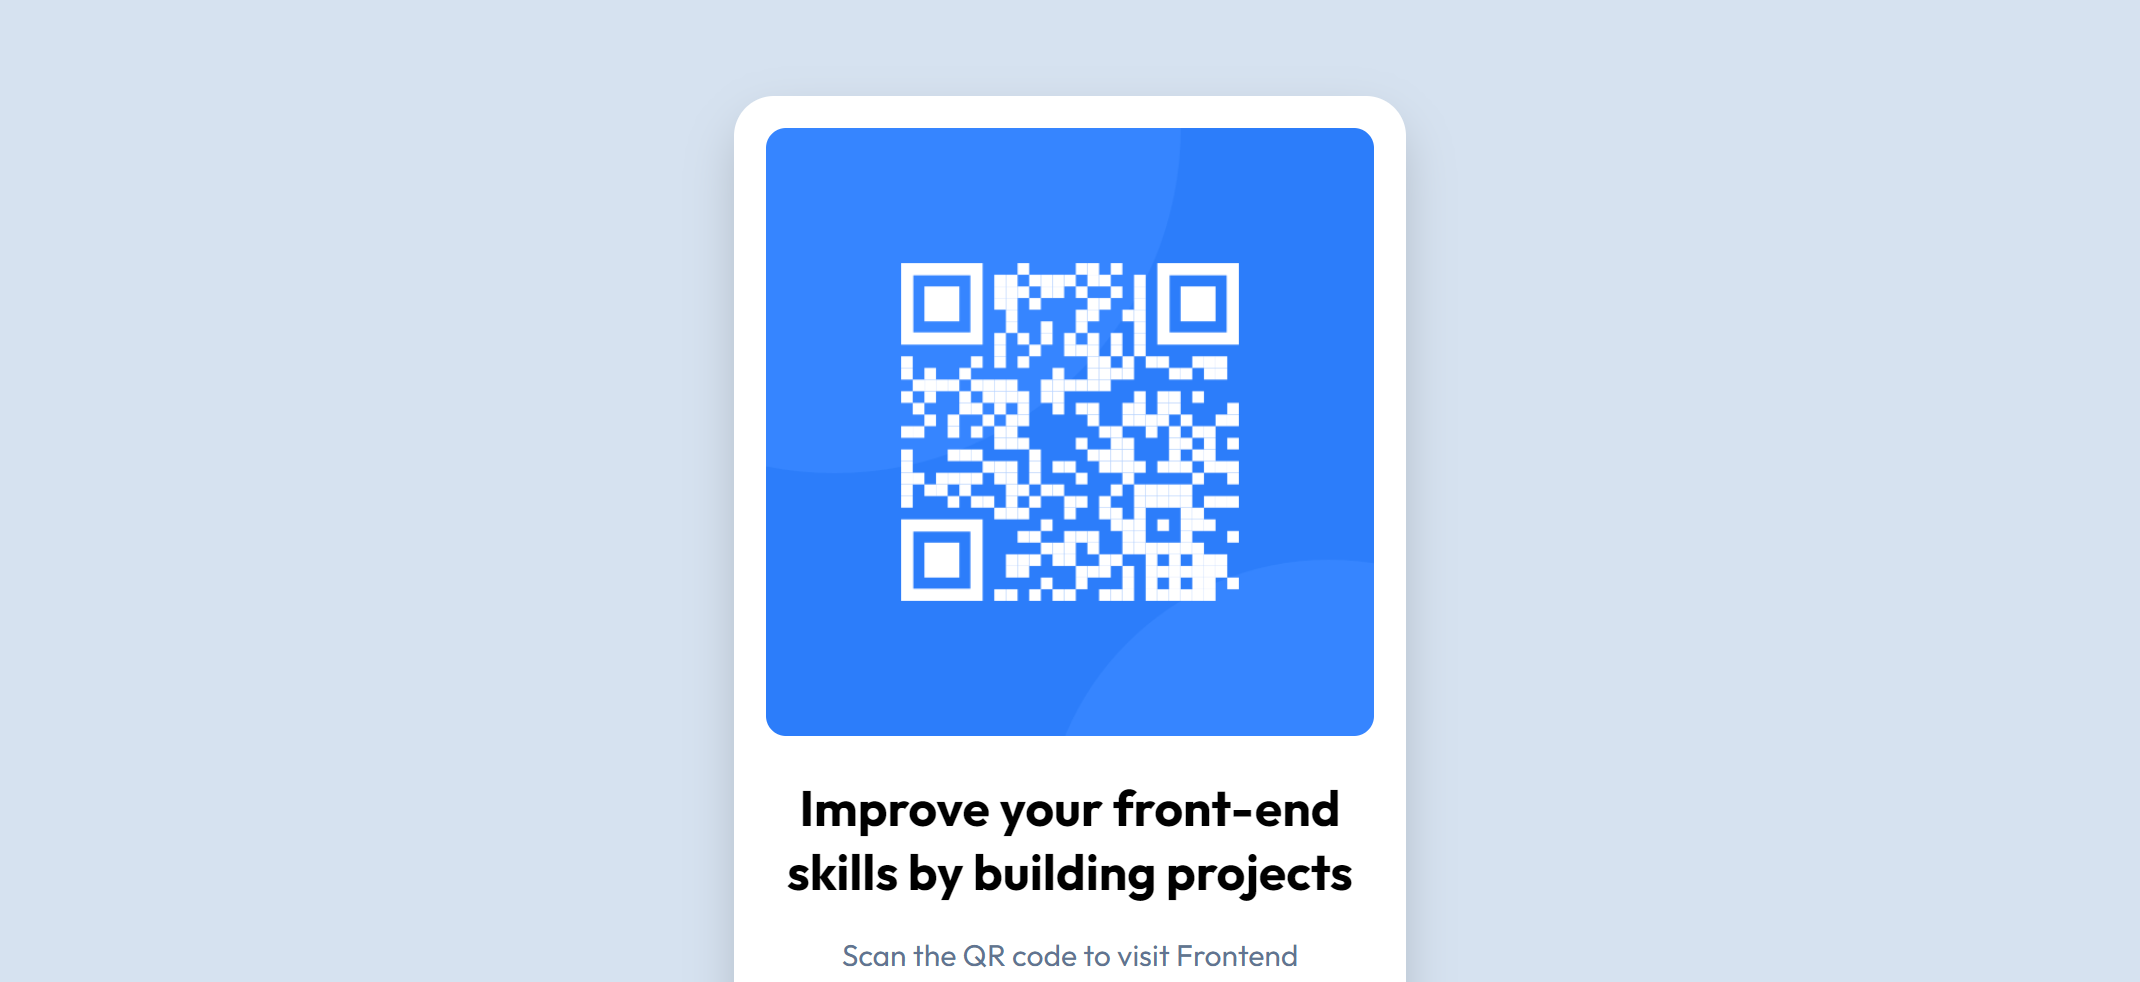 Improve your front-end
skills by building projects
Scan the QR code to visit Frontend